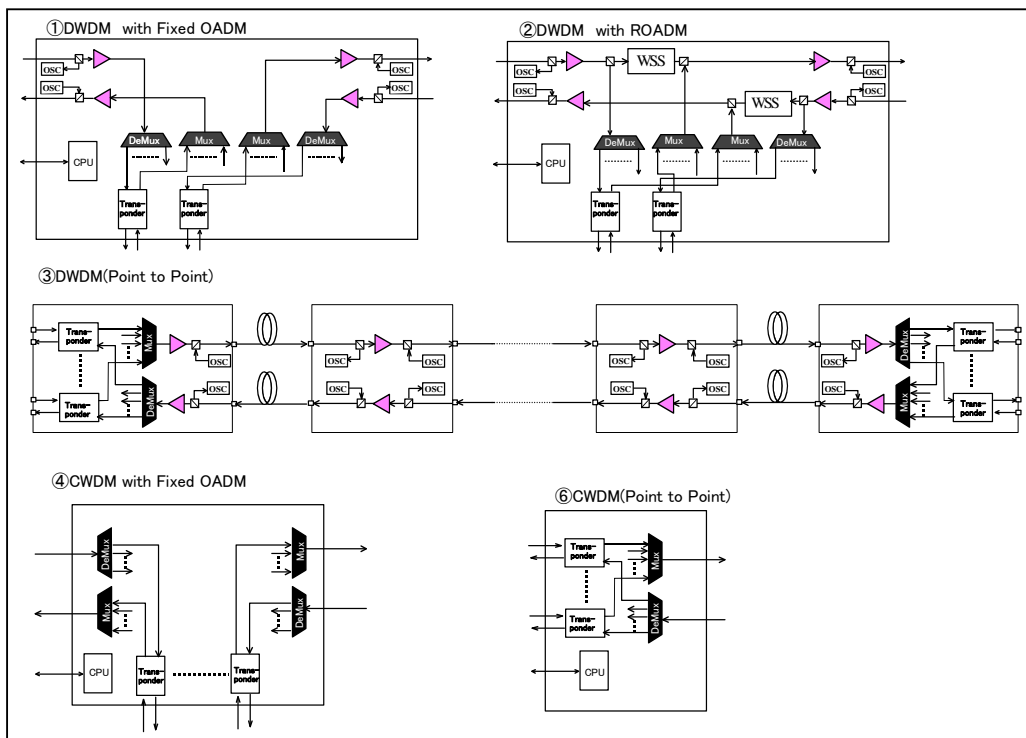 ①DWDM with Fixed OADM
②DWDM with ROADM
OSC
OSC
OSC
OSC
DeMux
Mux
Mux
DeMux
CPU
Trans-
ponder
Trans-
ponder
OSC
OSC
WSS
WSS
OSC
OSC
DeMux
Mux
Mux
DeMux
CPU
Trans-
ponder
Trans-
ponder
③DWDM(Point to Point)
Trans-
ponder
Trans-
ponder
Mux
DeMux
OSC
OSC
OSC
OSC
OSC
OSC
OSC
OSC
OSC
OSC
OSC
OSC
DeMux
Mux
Trans-
ponder
Trans-
ponder
④CWDM with Fixed OADM
DeMux
Mux
Mux
DeMux
CPU
Trans-
ponder
Trans-
ponder
⑥CWDM(Point to Point)
Trans-
ponder
Trans-
ponder
Mux
DeMux
CPU